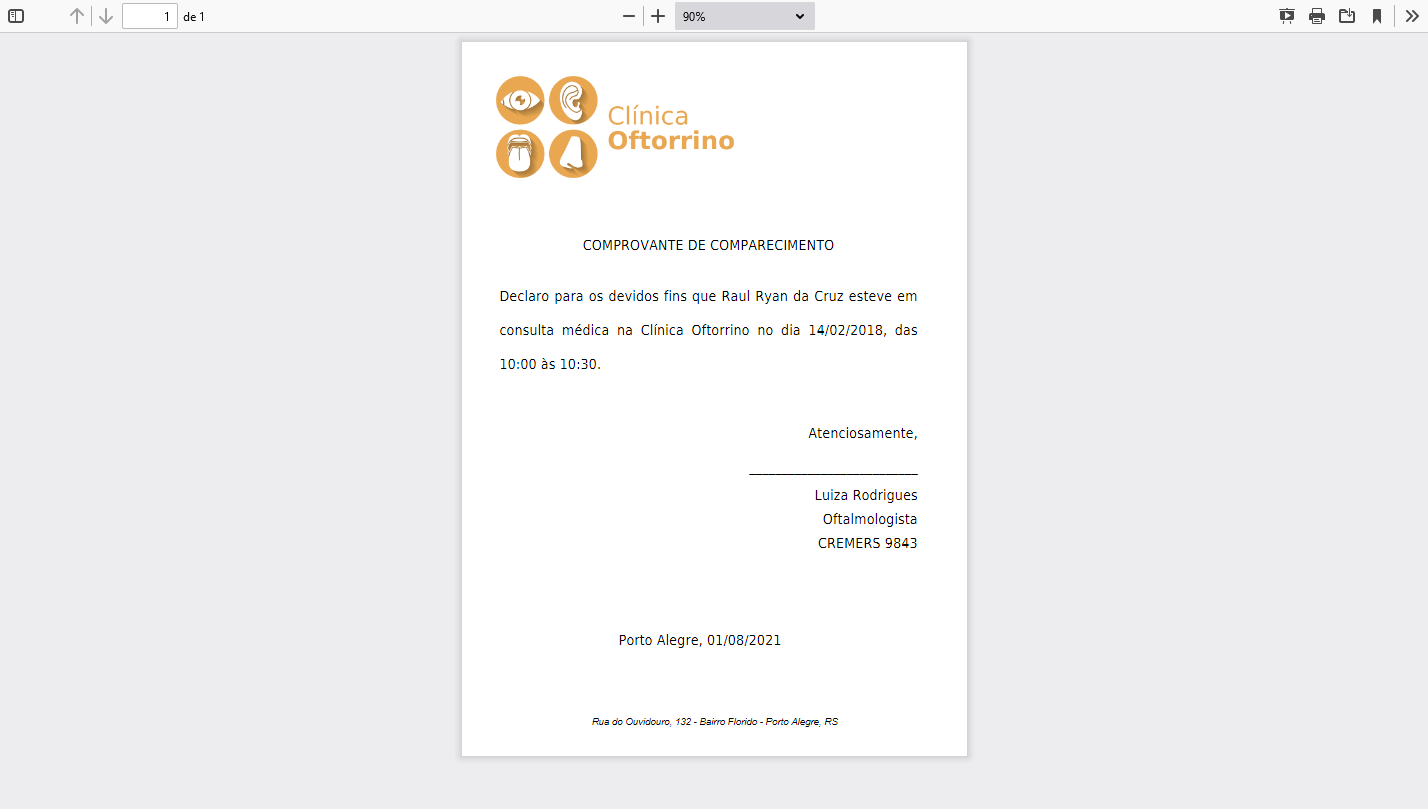 1 de 1
90%
Clínica
Oftorrino
COMPROVANTE DE COMPARECIMENTO
Declaro para os devidos fins que Raul Ryan da Cruz esteve em
consulta médica na Clínica Oftorrino no dia 14/02/2018, das
10:00 às 10:30.
Atenciosamente,
Luiza Rodrigues
Oftalmologista
CREMERS 9843
Porto Alegre, 01/08/2021
Rua do Ouvidouro, 132 - Bairro Florido - Porto Alegre, RS